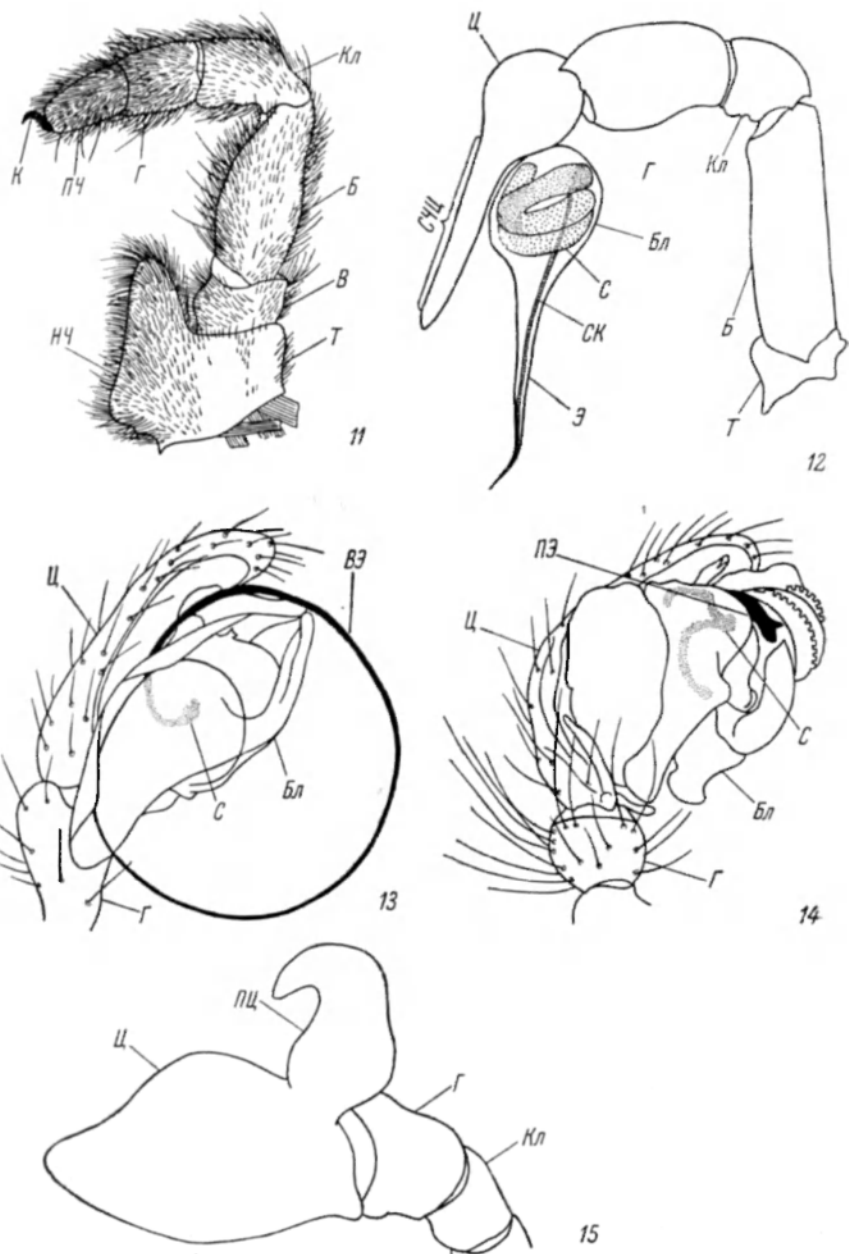 Кл
К
ПЧ
Г
Б
В
НЧ
Т
11
Ц
СЧЦ
Г
Кл
Бл
С
СК
Б
Э
Т
12
Ц
ВЭ
С
Бл
Г
13
ПЭ
Ц
С
Бл
Г
14
ПЦ
Ц
Г
Кл
15